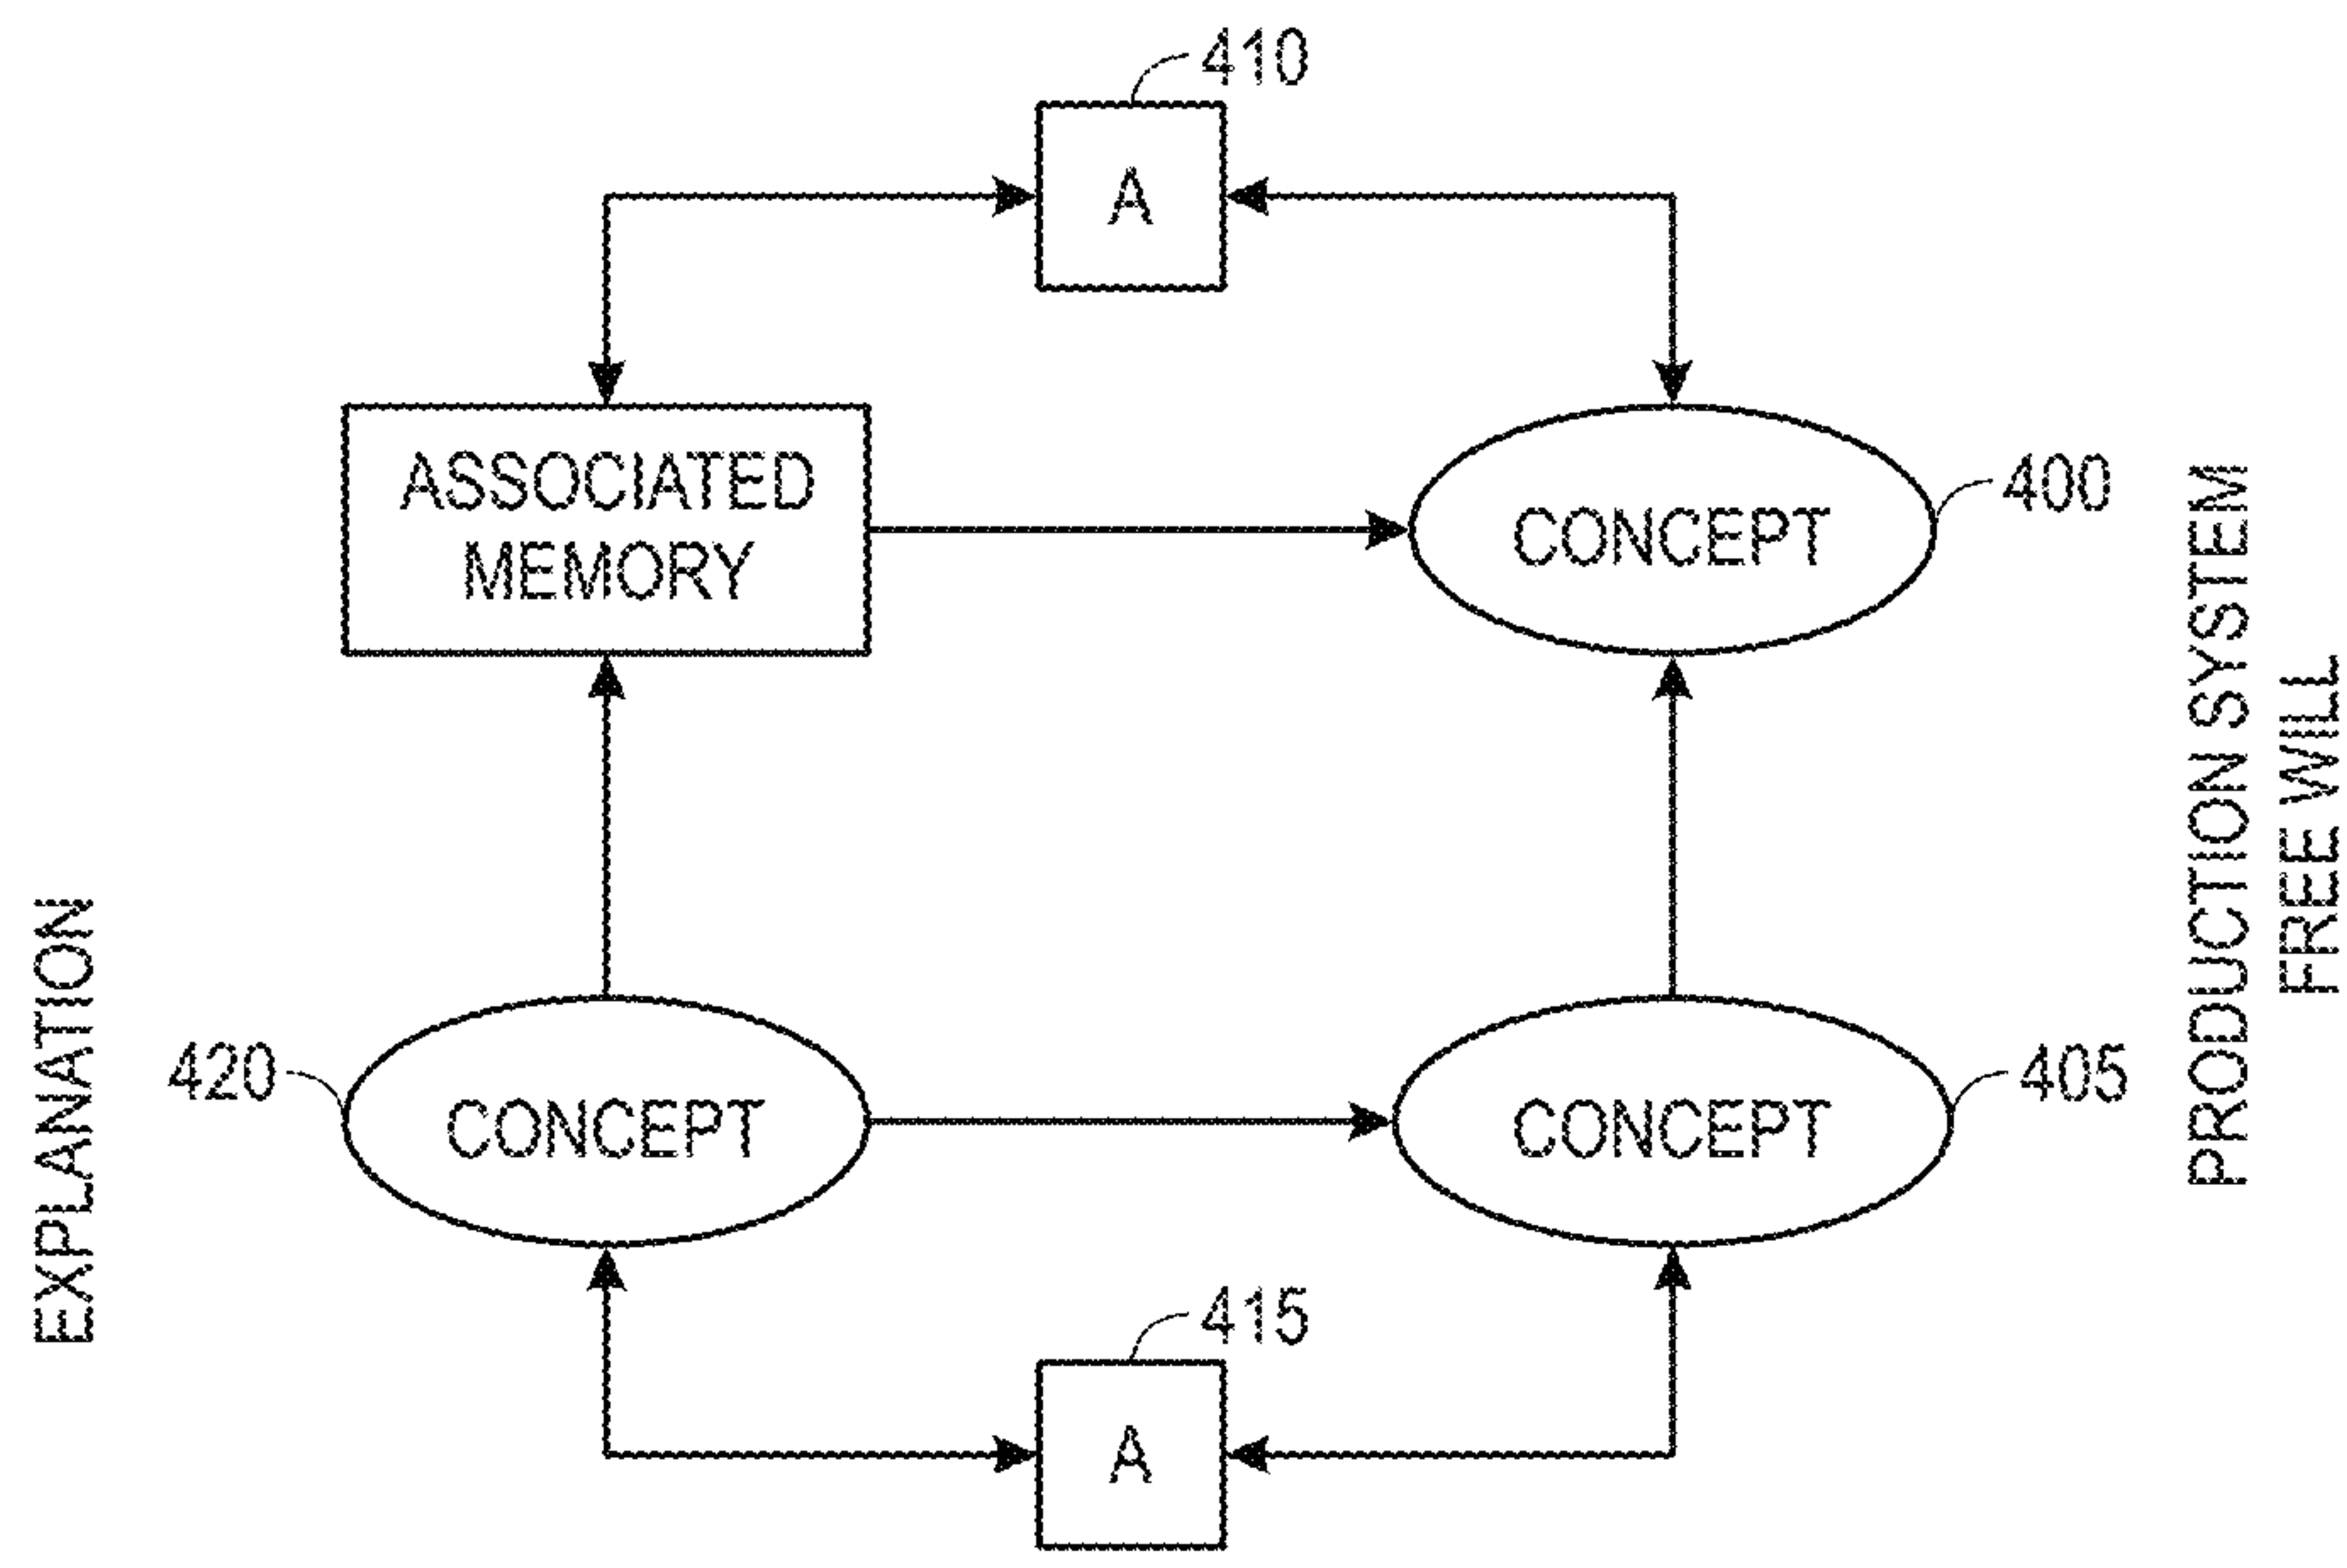 410
A
ASSOCIATED
MEMORY
CONCEPT
400
PRODUCTION SYSTEM
FREE WILL
EXPLANATION
420
CONCEPT
CONCEPT
405
415
A